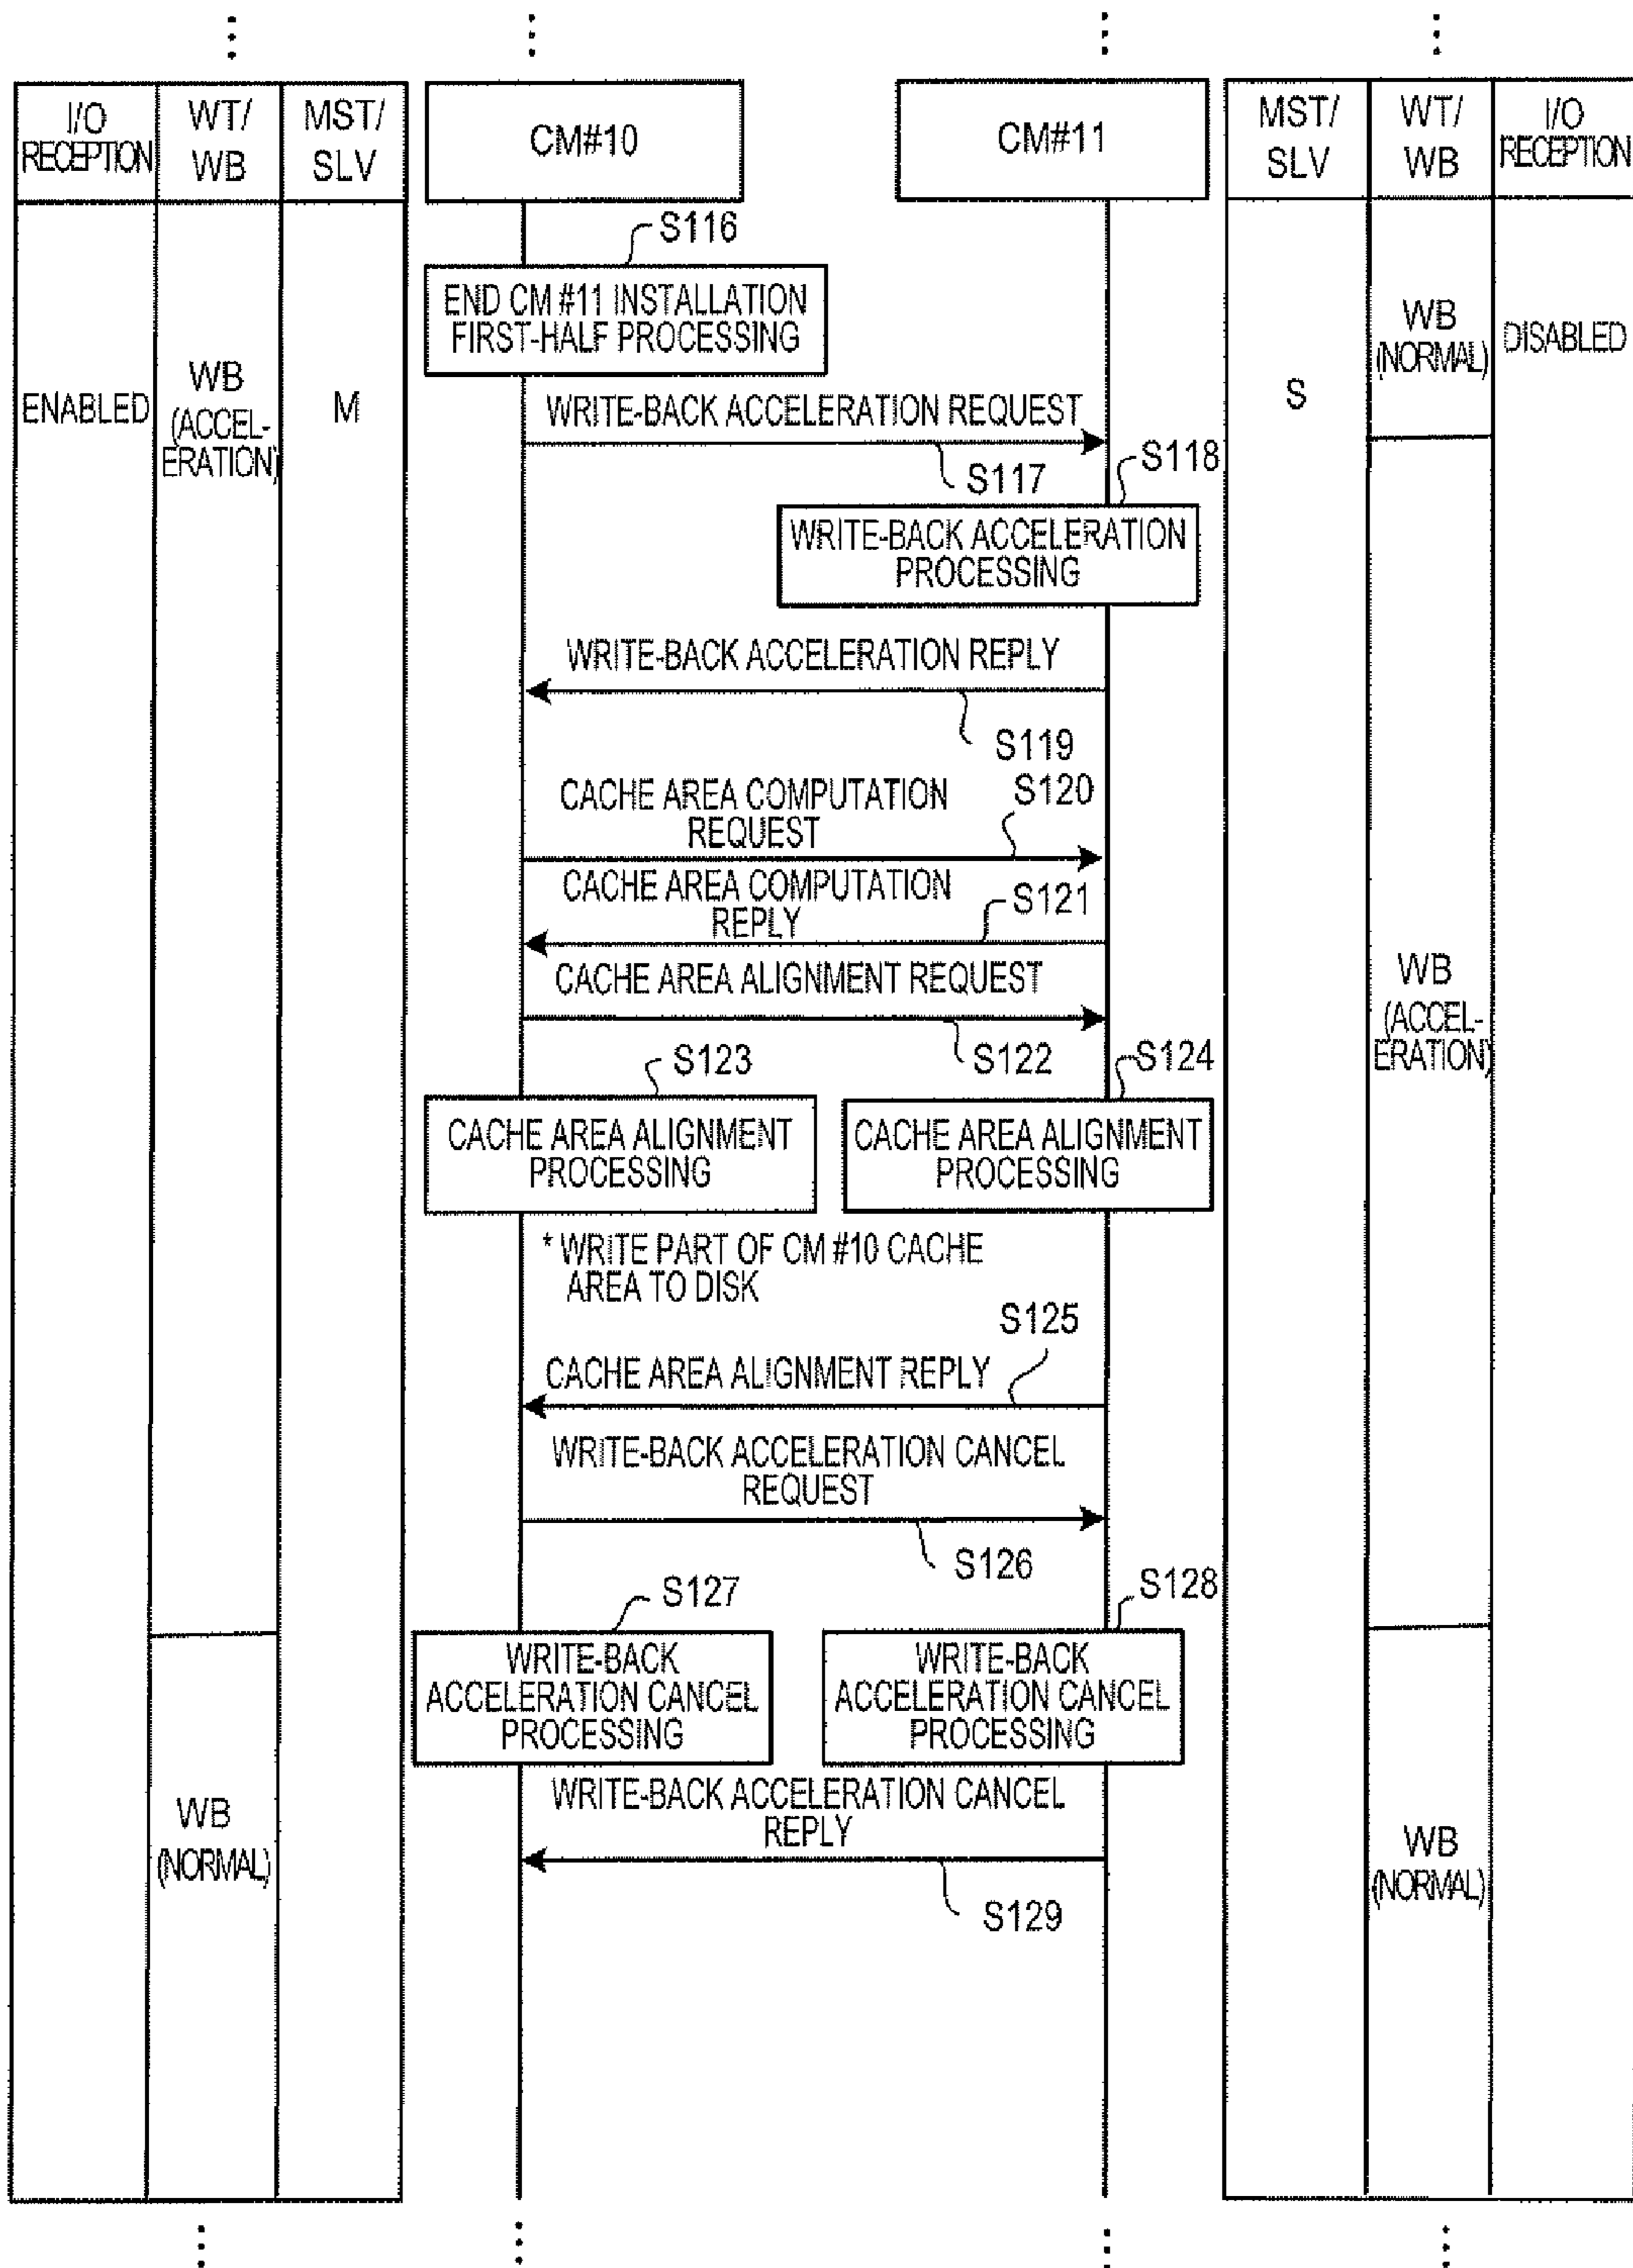 I/O
RECEPTION
WT/
WB
MST/
SLV
CM#10
CM#11
MST/
SLV
WT/
WB
I/O
RECEPTION
ENABLED
WB
(ACCEL-
ERATION)
M
S
WB
(NORMAL)
DISABLED
S116
END CM #11 INSTALLATION
FIRST-HALF PROCESSING
WRITE-BACK ACCELERATION REQUEST
S117
S118
WRITE-BACK ACCELERATION
PROCESSING
WRITE-BACK ACCELERATION REPLY
S119
CACHE AREA COMPUTATION
REQUEST
S120
CACHE AREA COMPUTATION
REPLY
S121
CACHE AREA ALIGNMENT REQUEST
S122
WB
(ACCEL-
ERATION)
S123
S124
CACHE AREA ALIGNMENT
PROCESSING
CACHE AREA ALIGNMENT
PROCESSING
* WRITE PART OF CM #10 CACHE
AREA TO DISK
S125
CACHE AREA ALIGNMENT REPLY
WRITE-BACK ACCELERATION CANCEL
REQUEST
S126
S127
S128
WRITE-BACK
ACCELERATION CANCEL
PROCESSING
WRITE-BACK
ACCELERATION CANCEL
PROCESSING
WRITE-BACK ACCELERATION CANCEL
REPLY
S129
WB
(NORMAL)
WB
(NORMAL)